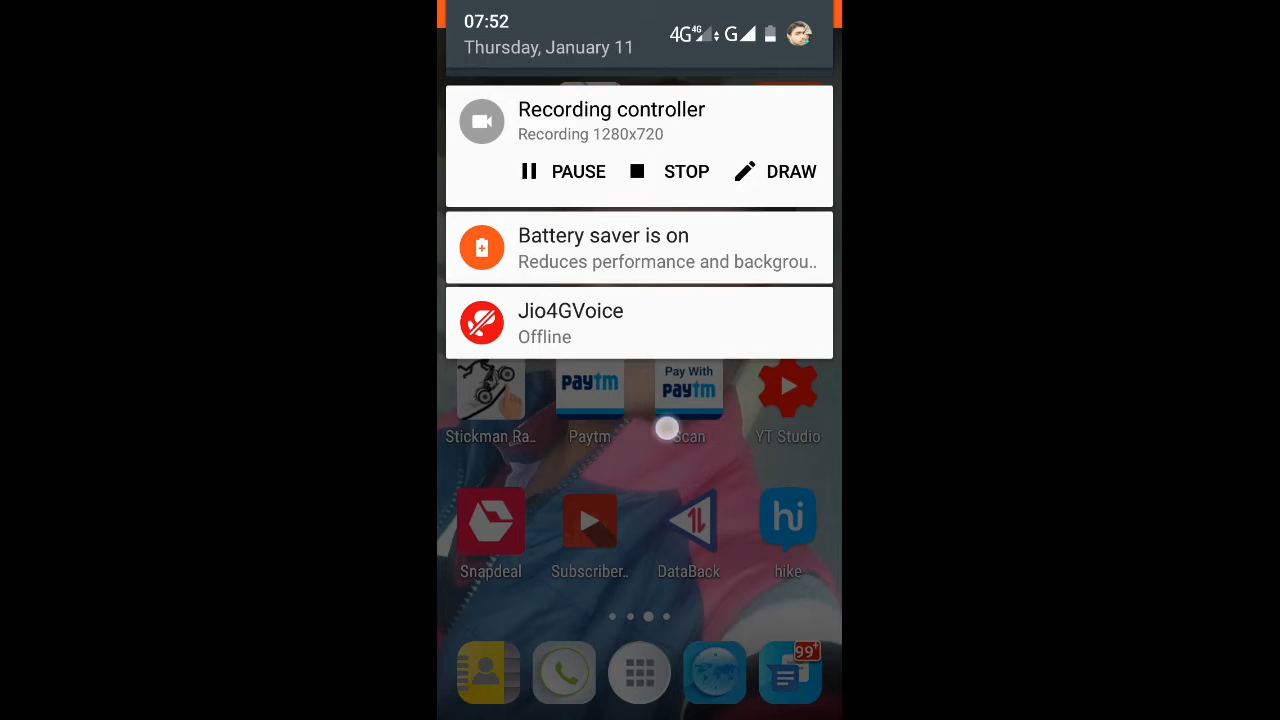 07:52
Thursday, January 11
4G 4G G
Recording controller
Recording 1280x720
PAUSE STOP DRAW
Battery saver is on
Reduces performance and backgrou..
Jio4GVoice
Offline
paytm
Pay With
paytm
Stickman Ra.. Paytm Scan YT Studio
hi
Snapdeal Subscriber.. DataBack hike
99+